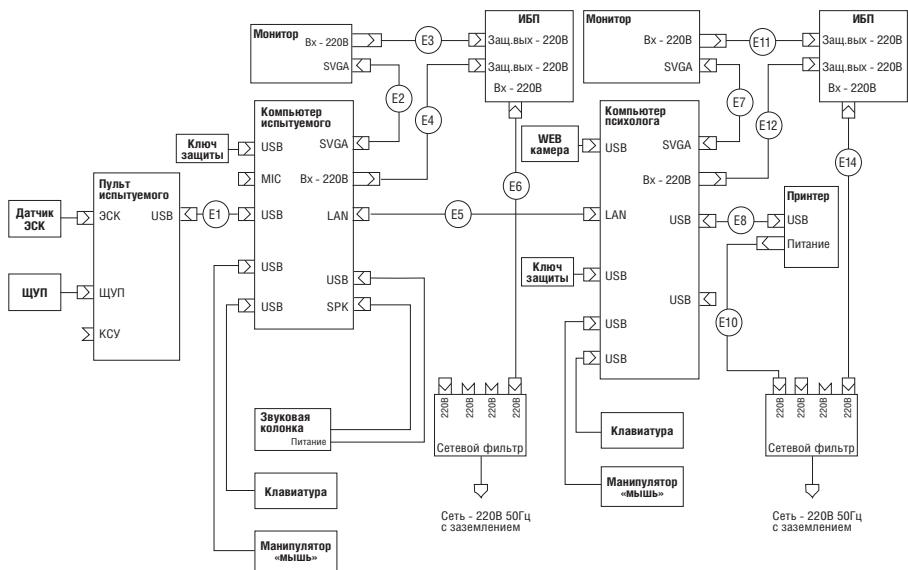 Монитор
Вх - 220В
SVGA
E3
E2
E4
ИБП
Защ.вых - 220В
Защ.вых - 220В
Вх - 220В
Монитор
Вх - 220В
SVGA
E11
E7
E12
ИБП
Защ.вых - 220В
Защ.вых - 220В
Вх - 220В
Ключ
защиты
Компьютер
испытуемого
USB
SVGA
MIC
Вх - 220В
USB
LAN
USB
USB
USB
SPK
E6
E5
WEB
камера
Компьютер
психолога
USB
SVGA
Вх - 220В
LAN
USB
USB
USB
USB
USB
E14
Ключ
защиты
E8
Принтер
USB
Питание
E10
Датчик
ЭСК
ЩУП
Пульт
испытуемого
ЭСК
USB
ЩУП
КСУ
E1
Звуковая
колонка
Питание
Клавиатура
Манипулятор
«мышь»
220В
220В
220В
220В
Сетевой фильтр
Сеть - 220В 50Гц
с заземлением
Клавиатура
Манипулятор
«мышь»
220В
220В
220В
220В
Сетевой фильтр
Сеть - 220В 50Гц
с заземлением